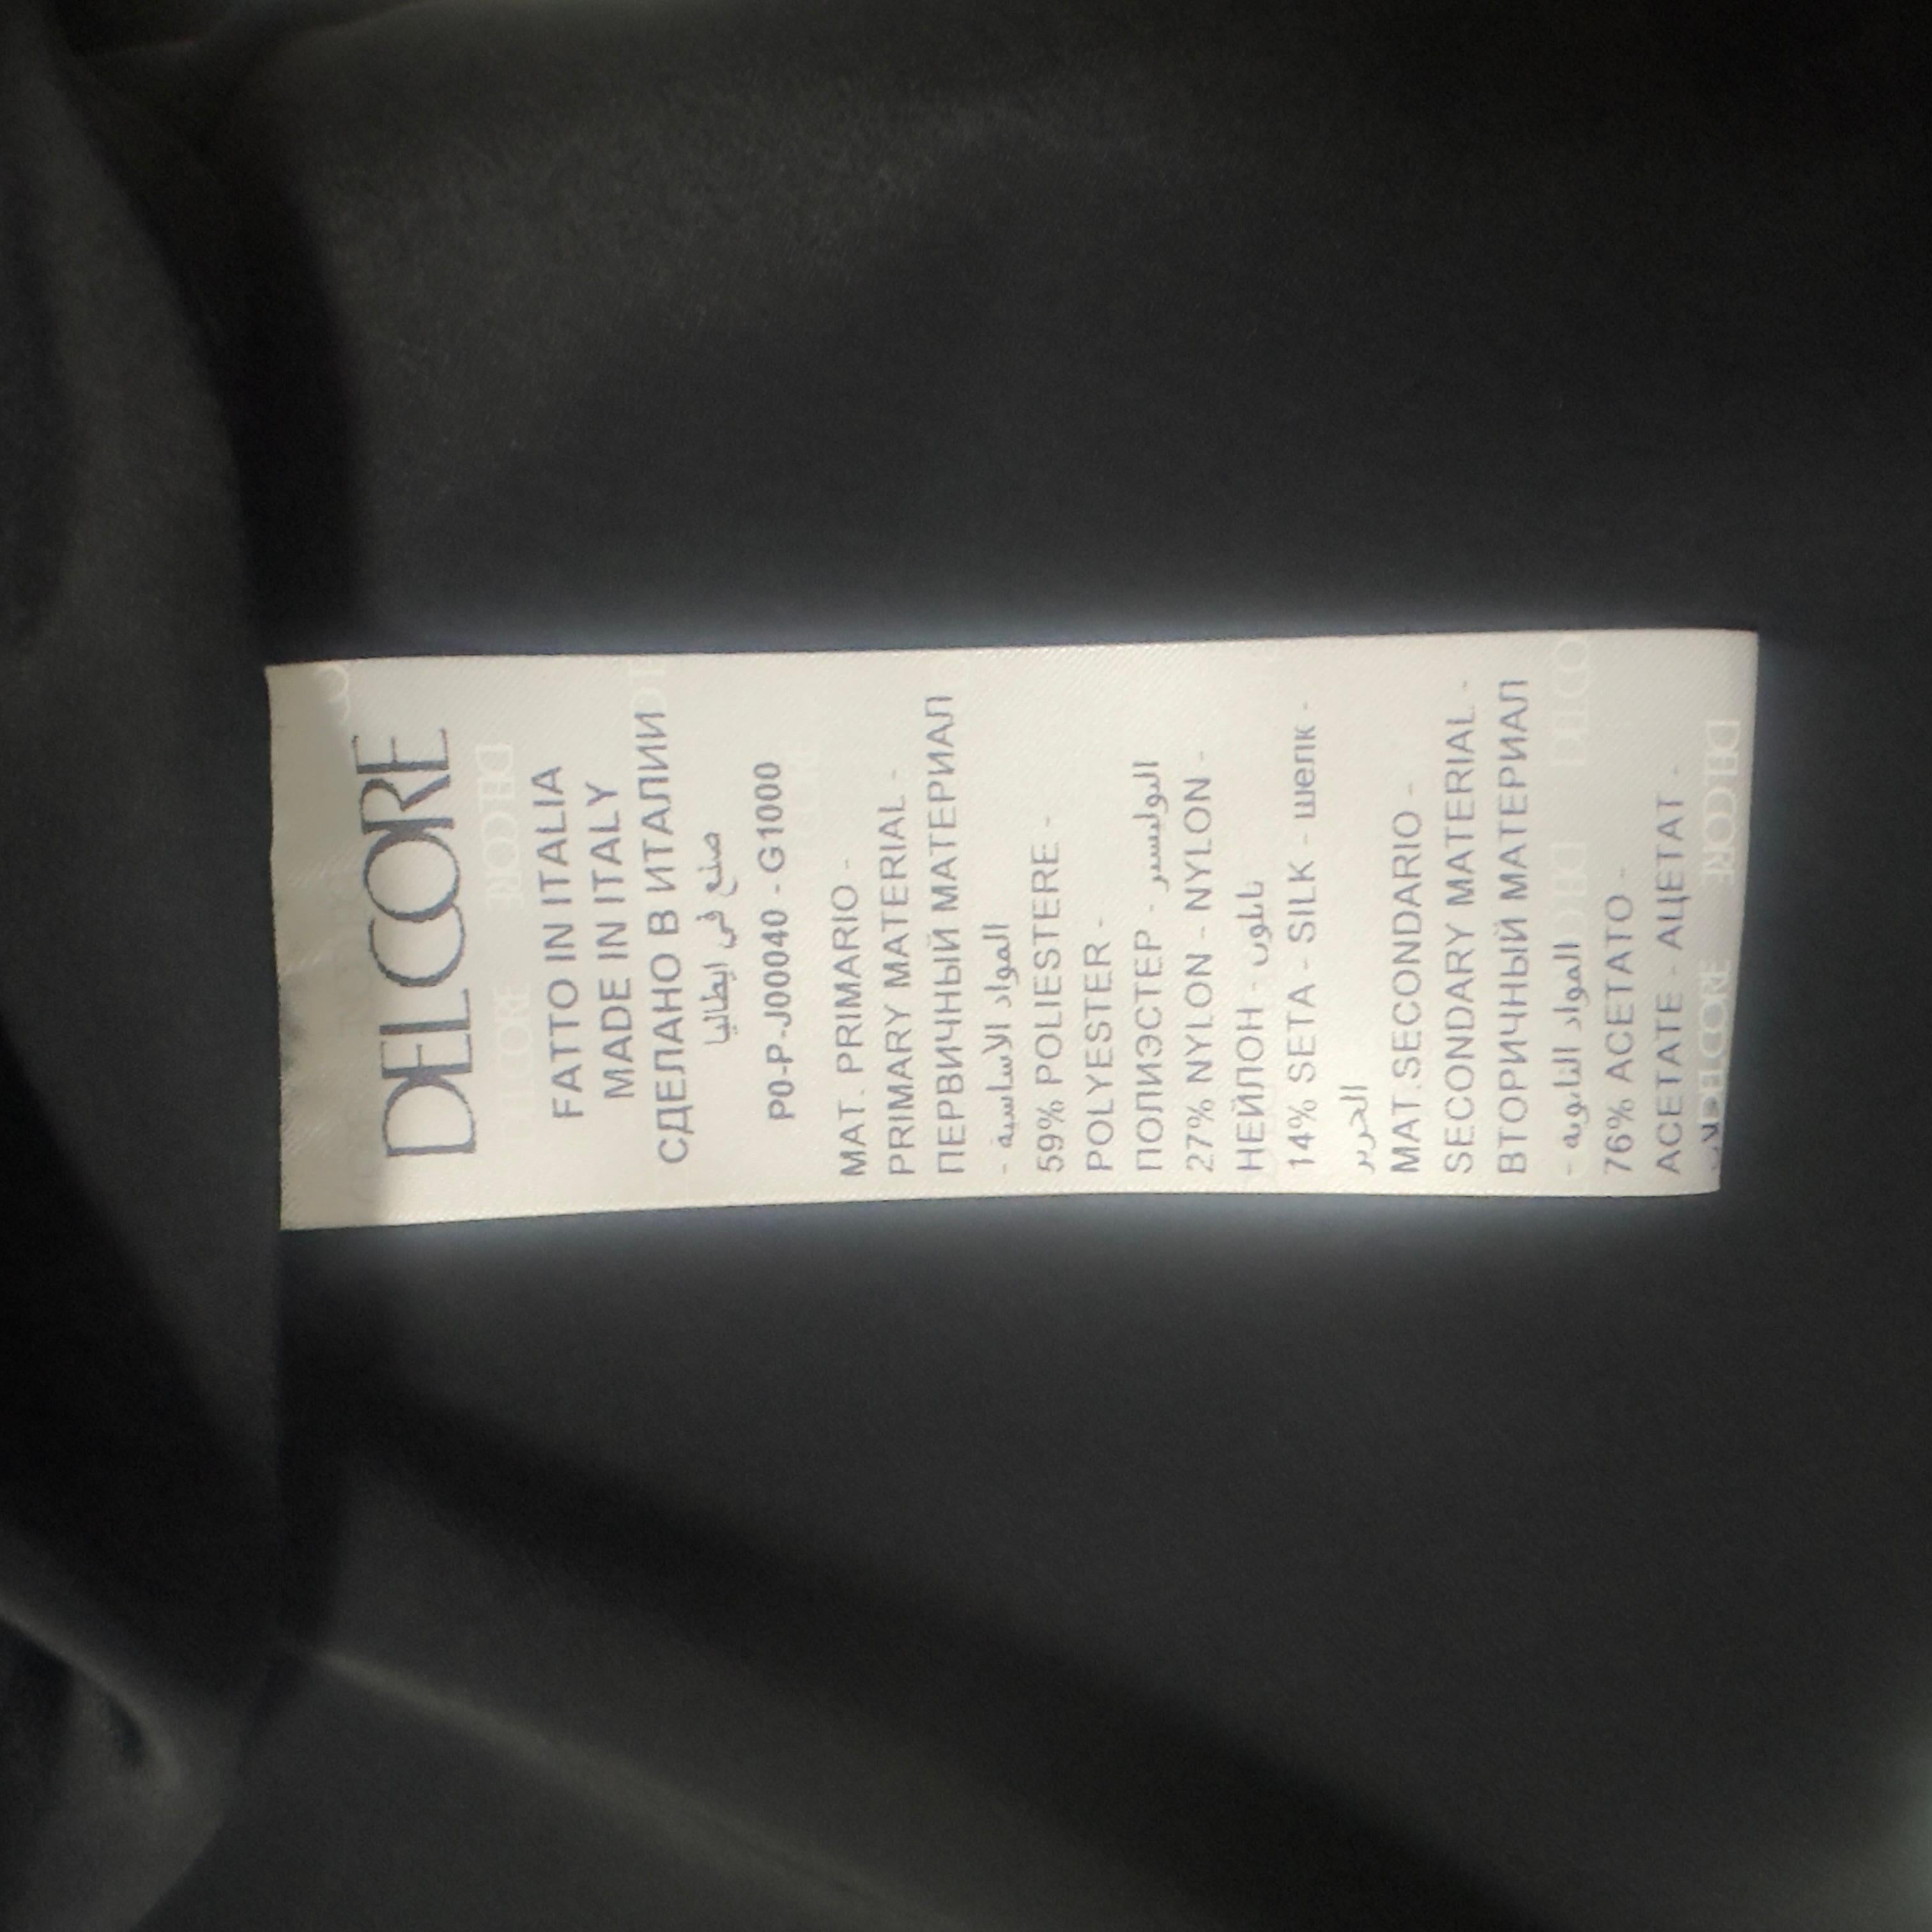 DELCORE
FATTO IN ITALIA
MADE IN ITALY
СДЕЛАНО В ИТАЛИИ
صنع في ايطاليا
P0-P-J00040 - G1000
MAT. PRIMARIO -
PRIMARY MATERIAL -
ПЕРВИЧНЫЙ МАТЕРИАЛ
- المواد الاساسية
59% POLIESTERE -
POLYESTER -
ПОЛИЭСТЕР - البوليستر
27% NYLON - NYLON -
НЕЙЛОН - نايلون
14% SETA - SILK - шелк -
الحرير
MAT.SECONDARIO -
SECONDARY MATERIAL -
ВТОРИЧНЫЙ МАТЕРИАЛ
- المواد الثانوية
76% ACETATO -
ACETATE - АЦЕТАТ -